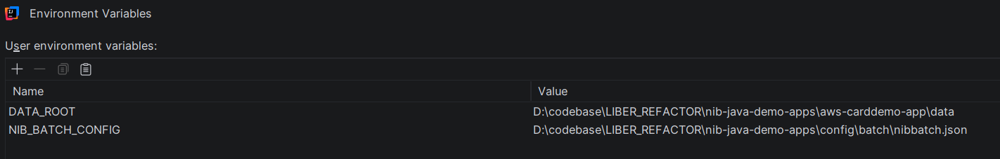 Environment Variables
User environment variables:
Name Value
DATA_ROOT D:\codebase\LIBER_REFACTOR\nib-java-demo-apps\aws-carddemo-app\data
NIB_BATCH_CONFIG D:\codebase\LIBER_REFACTOR\nib-java-demo-apps\config\batch\nibbatch.json